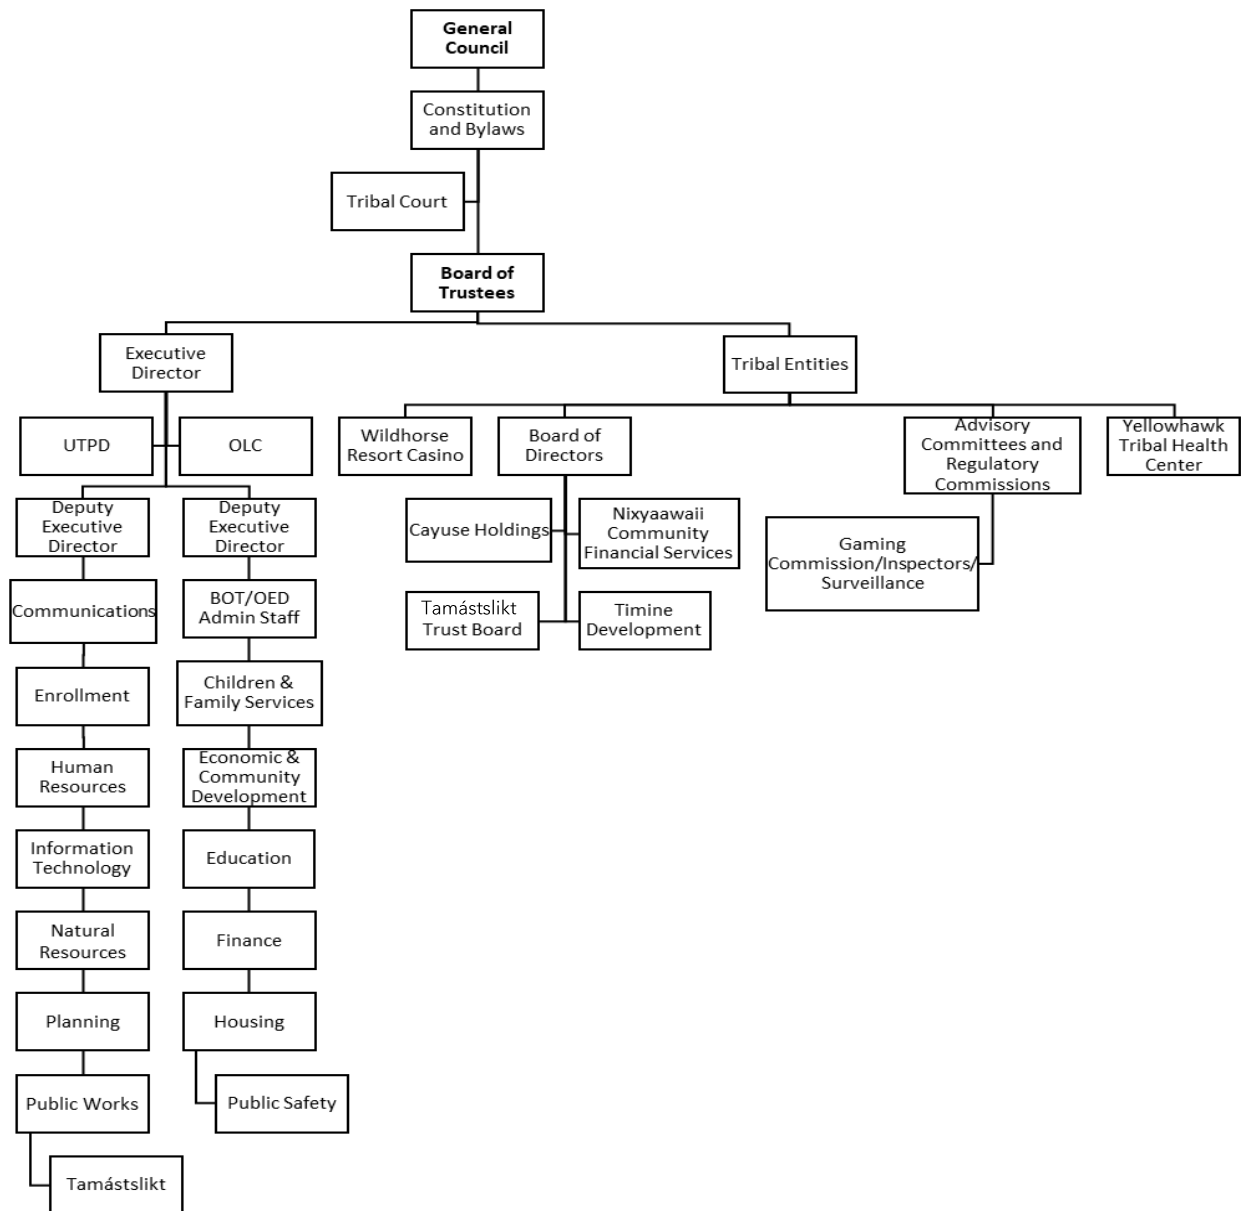 General
Council
Constitution
and Bylaws
Tribal Court
Board of
Trustees
Executive
Director
Tribal Entities
UTPD
OLC
Wildhorse
Resort Casino
Board of
Directors
Advisory
Committees and
Regulatory
Commissions
Yellowhawk
Tribal Health
Center
Deputy
Executive
Director
Deputy
Executive
Director
Cayuse Holdings
Nixyaawaii
Community
Financial Services
Gaming
Commission/Inspectors/
Surveillance
Communications
BOT/OED
Admin Staff
Tamástslikt
Trust Board
Timine
Development
Enrollment
Children &
Family Services
Human
Resources
Economic &
Community
Development
Information
Technology
Education
Natural
Resources
Finance
Planning
Housing
Public Works
Public Safety
Tamástslikt